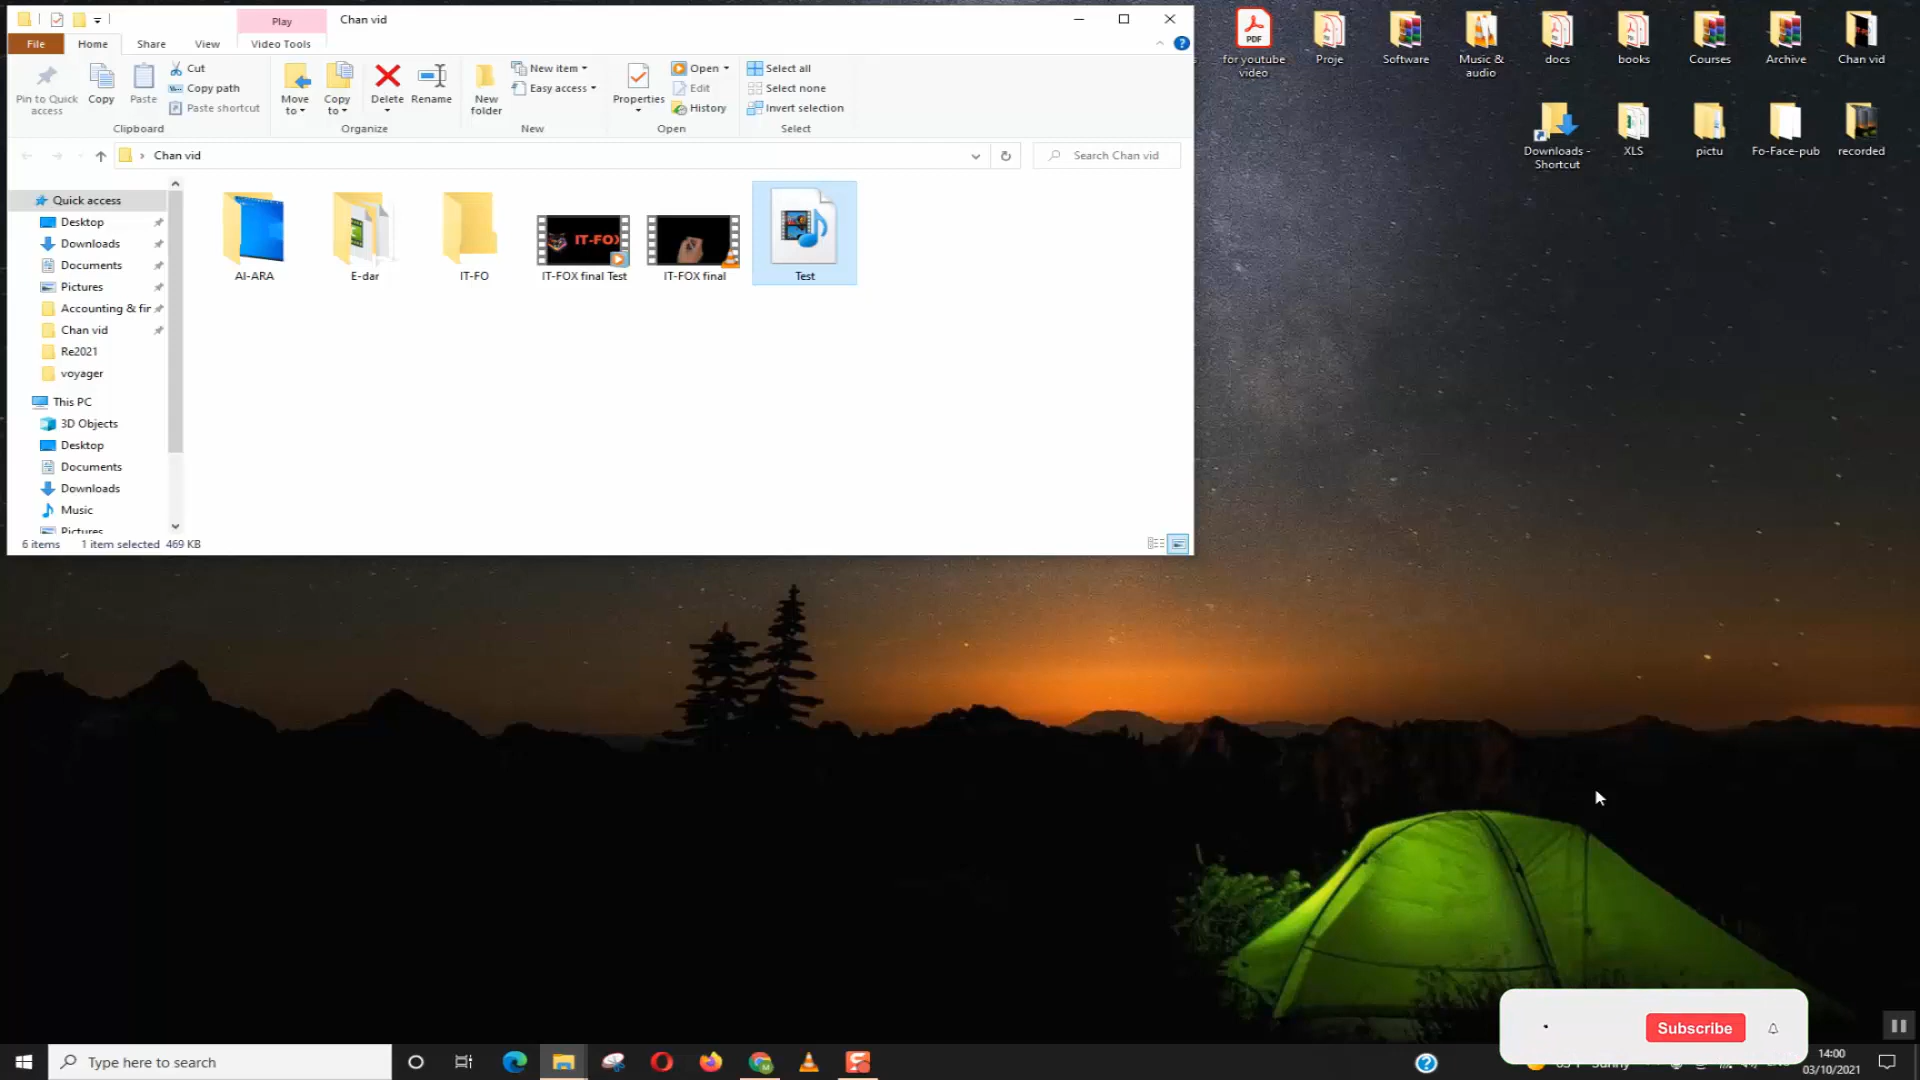 Play
Chan vid
File
Home
Share
View
Video Tools
Pin to Quick
access
Copy
Paste
Cut
Copy path
Paste shortcut
Clipboard
Move
to
Copy
to
Delete
Rename
Organize
New
folder
New item
Easy access
New
Properties
Open
Edit
History
Open
Select all
Select none
Invert selection
Select
Chan vid
Search Chan vid
Quick access
Desktop
Downloads
Documents
Pictures
Accounting & fir
Chan vid
Re2021
voyager
This PC
3D Objects
Desktop
Documents
Downloads
Music
Pictures
AI-ARA
E-dar
IT-FO
IT-FOX
IT-FOX final Test
IT-FOX final
Test
6 items
1 item selected 469 KB
PDF
for youtube
video
Proje
Software
Music &
audio
docs
books
Courses
Archive
Chan vid
Downloads -
Shortcut
XLS
pictu
Fo-Face-pub
recorded
Subscribe
Type here to search
14:00
03/10/2021